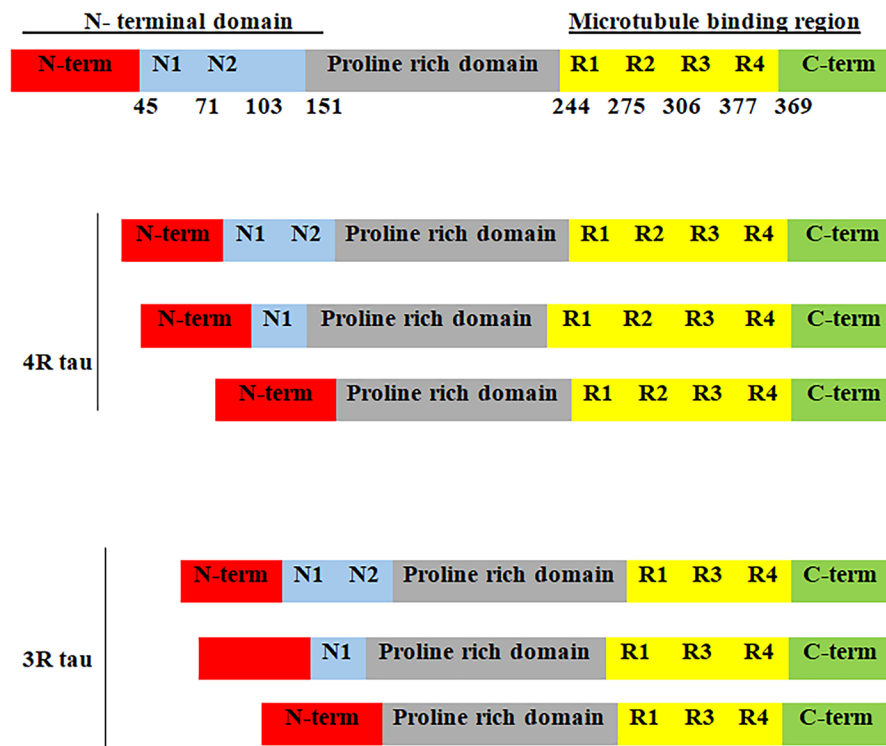 N- terminal domain Microtubule binding region
N-term N1 N2 Proline rich domain R1 R2 R3 R4 C-term
45 71 103 151 244 275 306 377 369
N-term N1 N2 Proline rich domain R1 R2 R3 R4 C-term
N-term N1 Proline rich domain R1 R2 R3 R4 C-term
4R tau
N-term Proline rich domain R1 R2 R3 R4 C-term
N-term N1 N2 Proline rich domain R1 R3 R4 C-term
3R tau
N1 Proline rich domain R1 R3 R4 C-term
N-term Proline rich domain R1 R3 R4 C-term